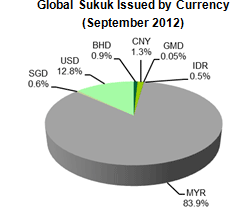 Global Sukuk Issued by Currency
(September 2012)
BHD
0.9%
CNY
1.3%
GMD
0.05%
USD
12.8%
IDR
0.5%
SGD
0.6%
MYR
83.9%